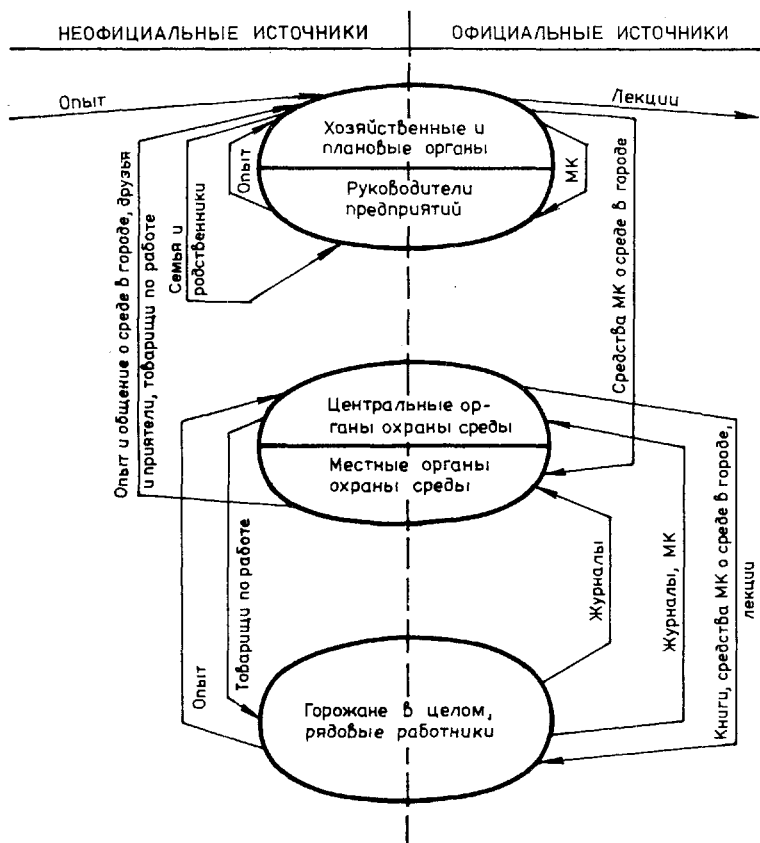 НЕОФИЦИАЛЬНЫЕ ИСТОЧНИКИ
ОФИЦИАЛЬНЫЕ ИСТОЧНИКИ
Опыт
Лекции
Хозяйственные и
плановые органы
Руководители
предприятий
Опыт
МК
Семья и
родственники
Опыт и общение о среде в городе, друзья
и приятели, товарищи по работе
Средства МК о среде в городе
Центральные ор-
ганы охраны среды
Местные органы
охраны среды
Опыт
Товарищи по работе
Журналы
Журналы, МК
Книги, средства МК о среде в городе,
лекции
Горожане в целом,
рядовые работники